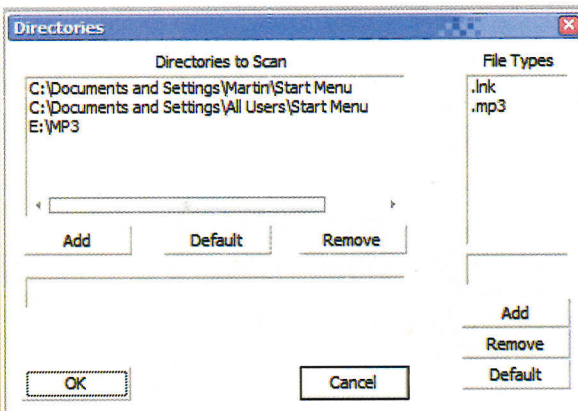 Directories
Directories to Scan
C:\Documents and Settings\Martin\Start Menu
C:\Documents and Settings\All Users\Start Menu
E:\MP3
Add
Default
Remove
OK
Cancel
File Types
.lnk
.mp3
Add
Remove
Default